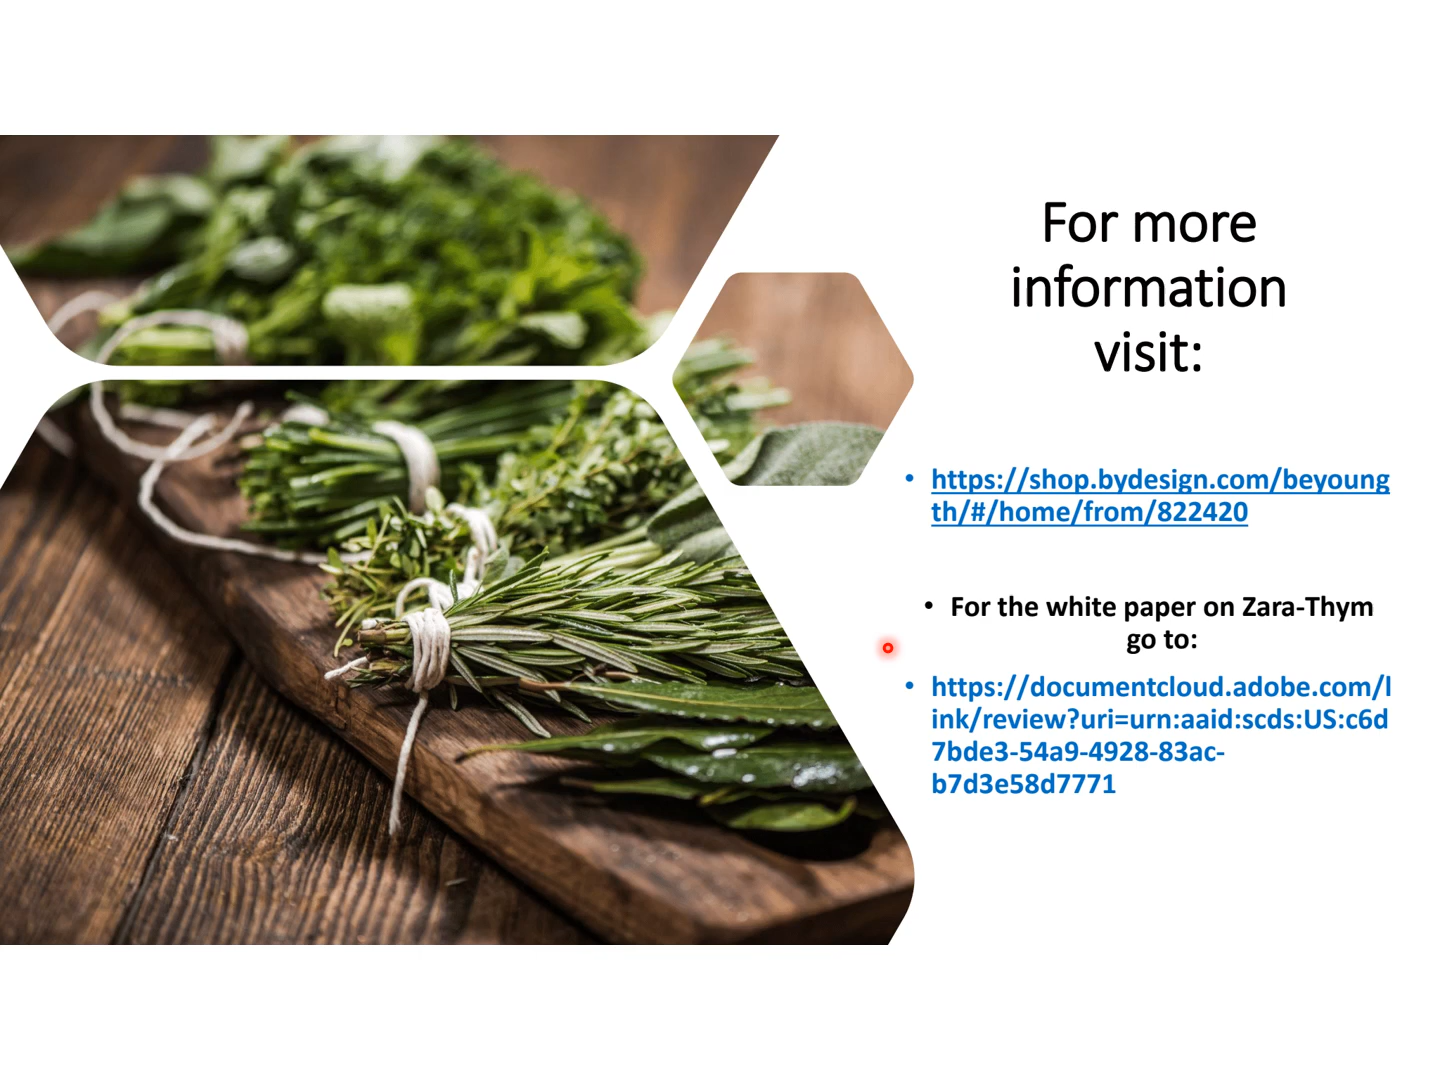 For more
information
visit:
• https://shop.bydesign.com/beyoung
th/#/home/from/822420
• For the white paper on Zara-Thym
go to:
• https://documentcloud.adobe.com/l
ink/review?uri=urn:aaid:scds:US:c6d
7bde3-54a9-4928-83ac-
b7d3e58d7771